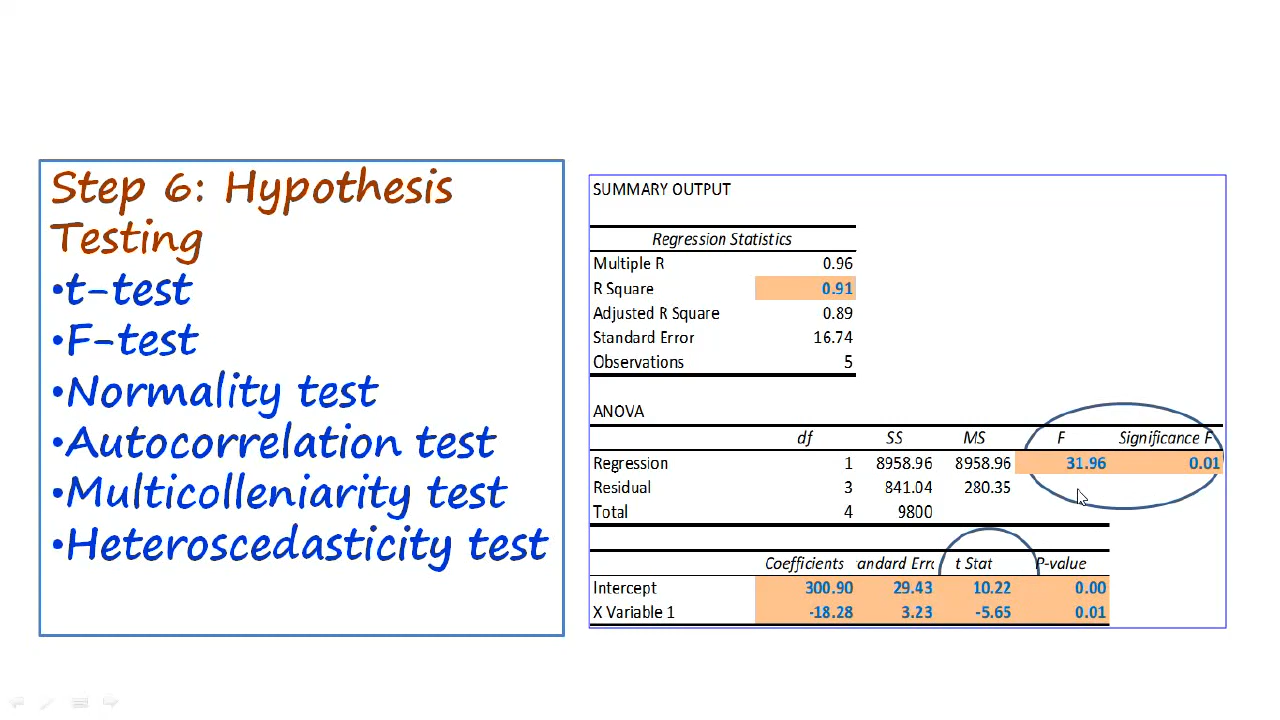 Step 6: Hypothesis
Testing
•t-test
•F-test
•Normality test
•Autocorrelation test
•Multicolleniarity test
•Heteroscedasticity test
SUMMARY OUTPUT
Regression Statistics
Multiple R 0.96
R Square 0.91
Adjusted R Square 0.89
Standard Error 16.74
Observations 5
ANOVA
df SS MS F Significance F
Regression 1 8958.96 8958.96 31.96 0.01
Residual 3 841.04 280.35
Total 4 9800
Coefficients andard Erro t Stat P-value
Intercept 300.90 29.43 10.22 0.00
X Variable 1 -18.28 3.23 -5.65 0.01